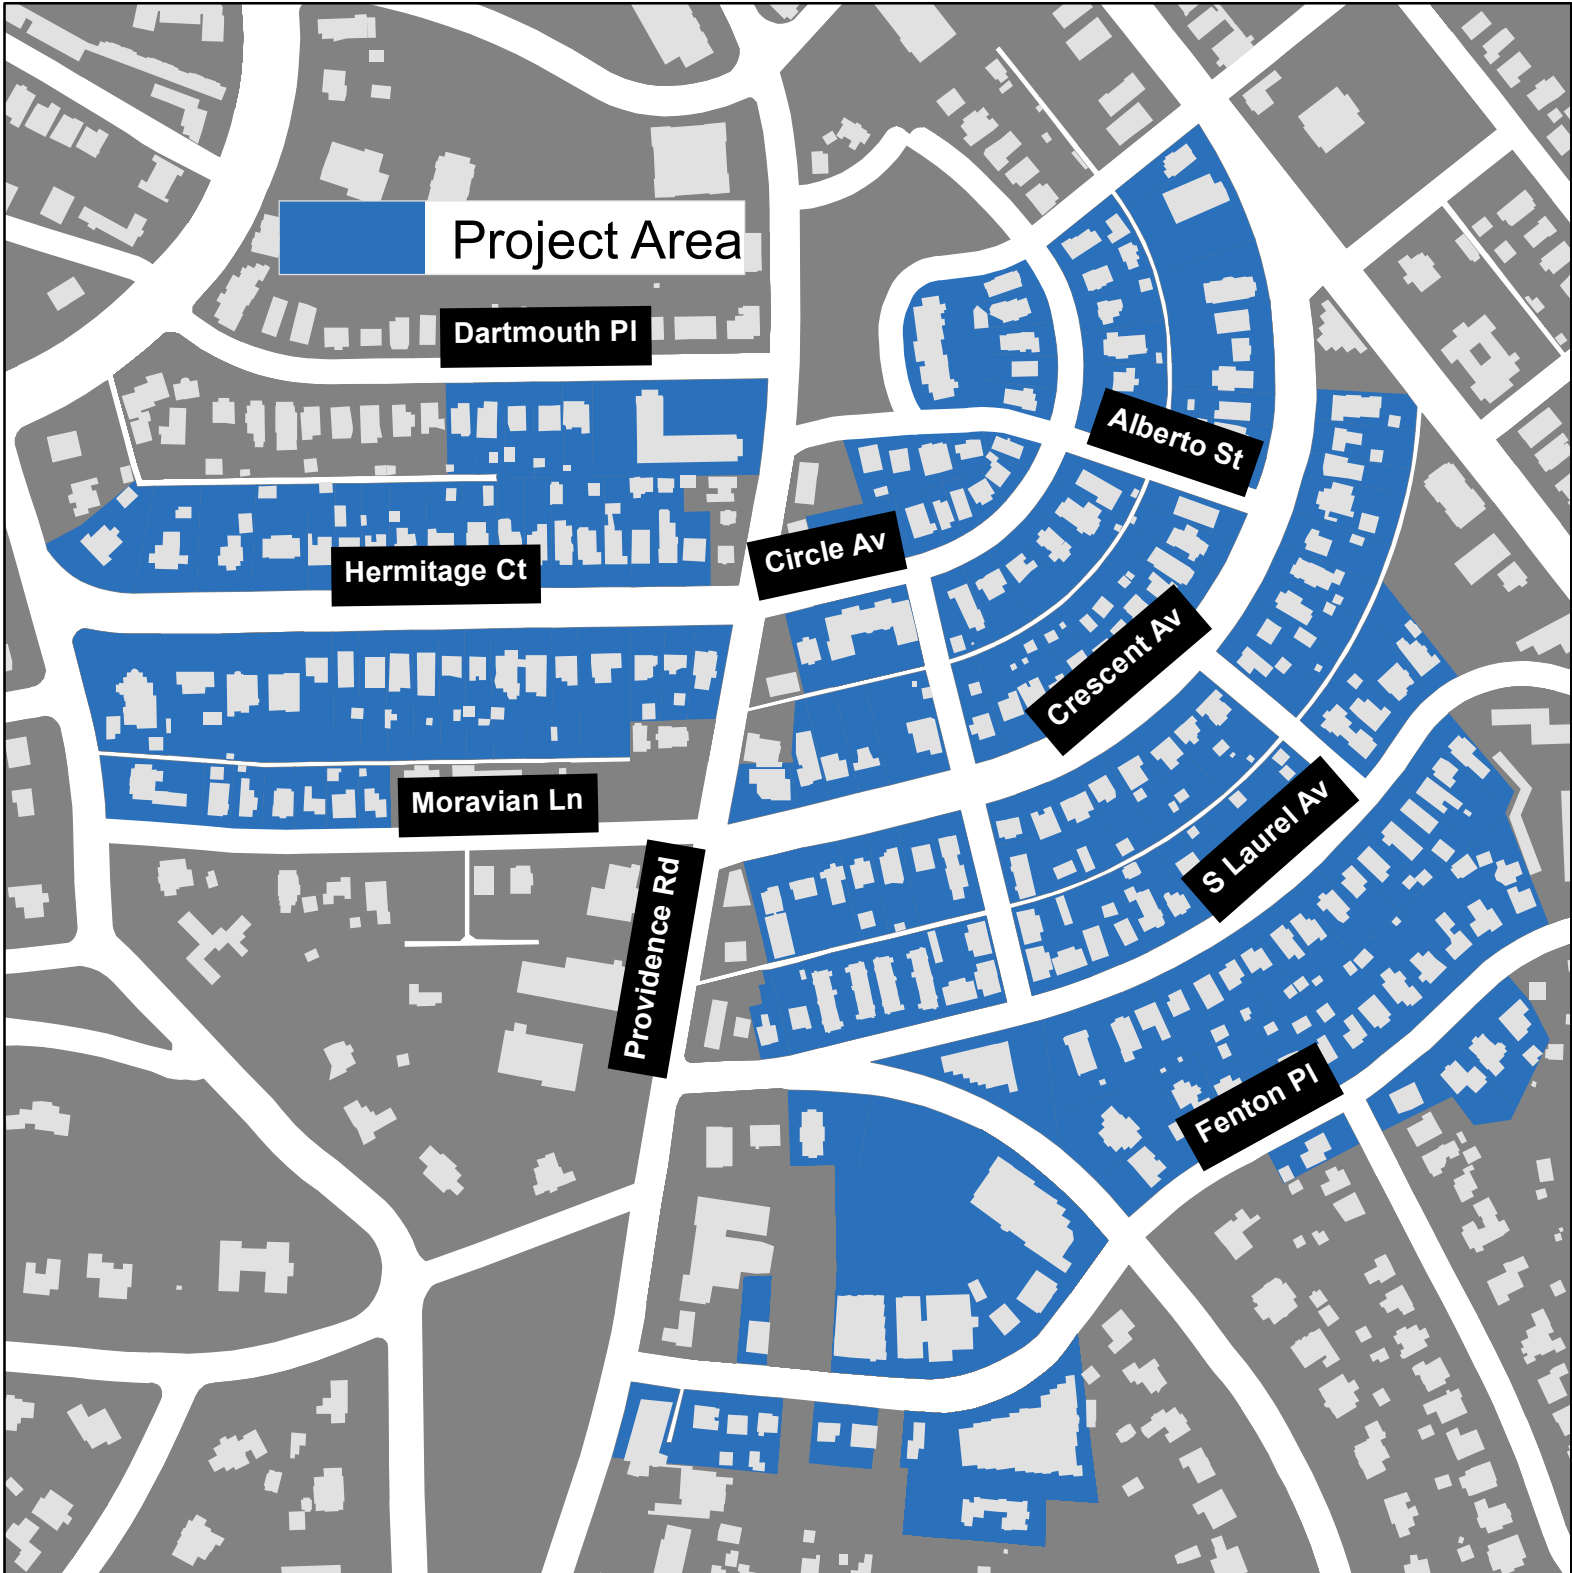 Project Area
Dartmouth Pl
Alberto St
Circle Av
Hermitage Ct
Crescent Av
Moravian Ln
S Laurel Av
Providence Rd
Fenton Pl